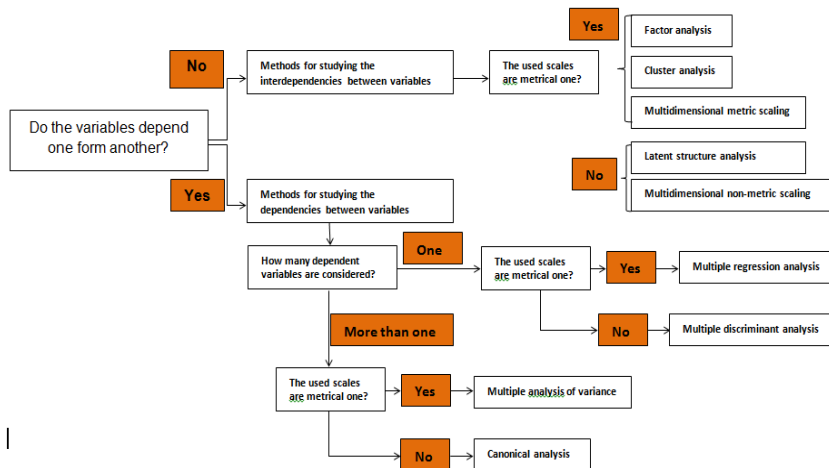 Yes
Factor analysis
No
Methods for studying the
interdependencies between variables
The used scales
are metrical one?
Cluster analysis
Multidimensional metric scaling
Do the variables depend
one form another?
Latent structure analysis
No
Multidimensional non-metric scaling
Yes
Methods for studying the
dependencies between variables
How many dependent
variables are considered?
One
The used scales
are metrical one?
Yes
Multiple regression analysis
More than one
No
Multiple discriminant analysis
The used scales
are metrical one?
Yes
Multiple analysis of variance
No
Canonical analysis